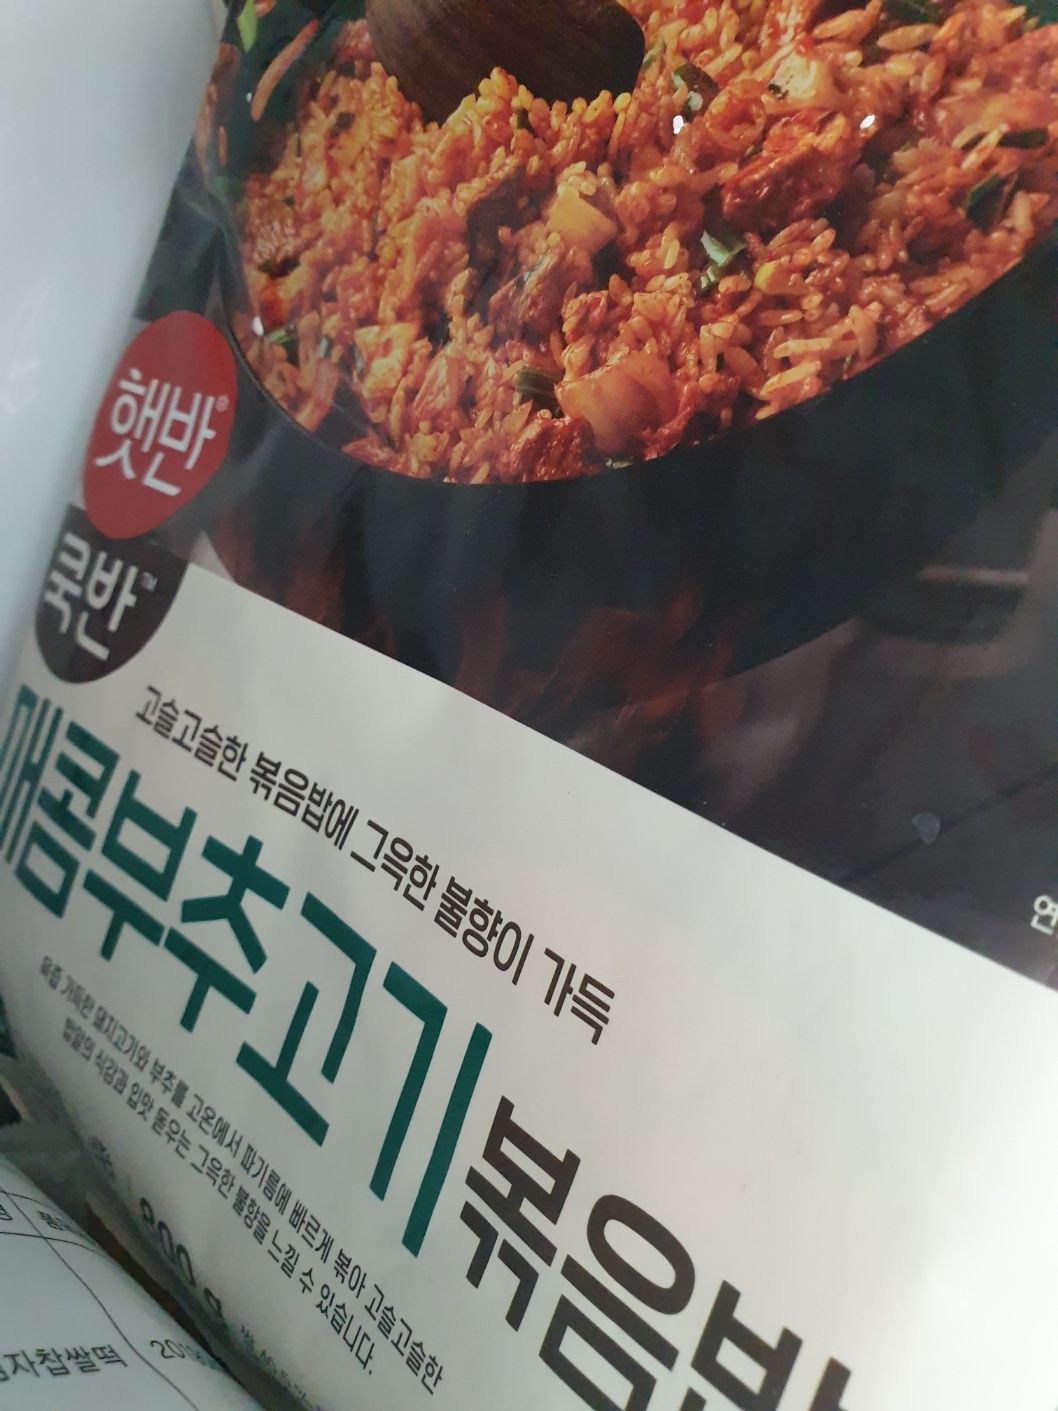 햇반®
쿡반™
고슬고슬한 볶음밥에 그윽한 불향이 가득
매콤부추고기
볶음밥
육즙 가득한 돼지고기와 부추를 고온에서 파기름에 빠르게 볶아 고슬고슬한
밥알의 식감과 입맛 돋우는 그윽한 불향을 느낄 수 있습니다.
800 g